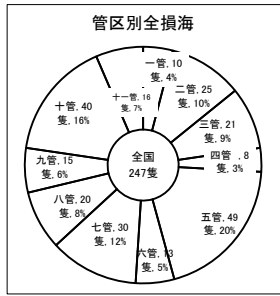 管区別全損海
一管, 10
隻, 4%
二管, 25
隻, 10%
三管, 21
隻, 9%
四管 , 8
隻, 3%
五管, 49
隻, 20%
六管, 13
隻, 5%
七管, 30
隻, 12%
八管, 20
隻, 8%
九管, 15
隻, 6%
十管, 40
隻, 16%
十一管, 16
隻, 7%
全国
247隻